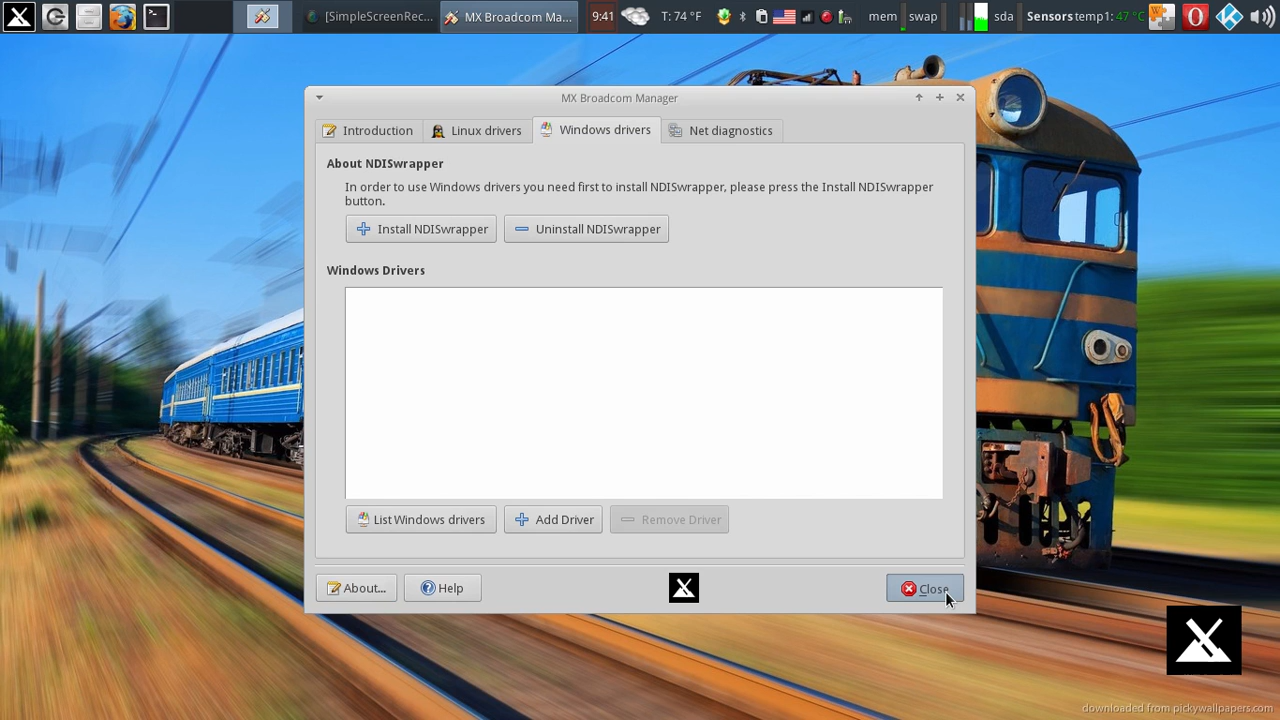 [SimpleScreenRec...
MX Broadcom Ma...
9:41
T: 74 °F
mem
swap
sda
Sensors temp1: 47 °C
MX Broadcom Manager
Introduction
Linux drivers
Windows drivers
Net diagnostics
About NDISwrapper
In order to use Windows drivers you need first to install NDISwrapper, please press the Install NDISwrapper
button.
Install NDISwrapper
Uninstall NDISwrapper
Windows Drivers
List Windows drivers
Add Driver
Remove Driver
About...
Help
Close
downloaded from pickywallpapers.com